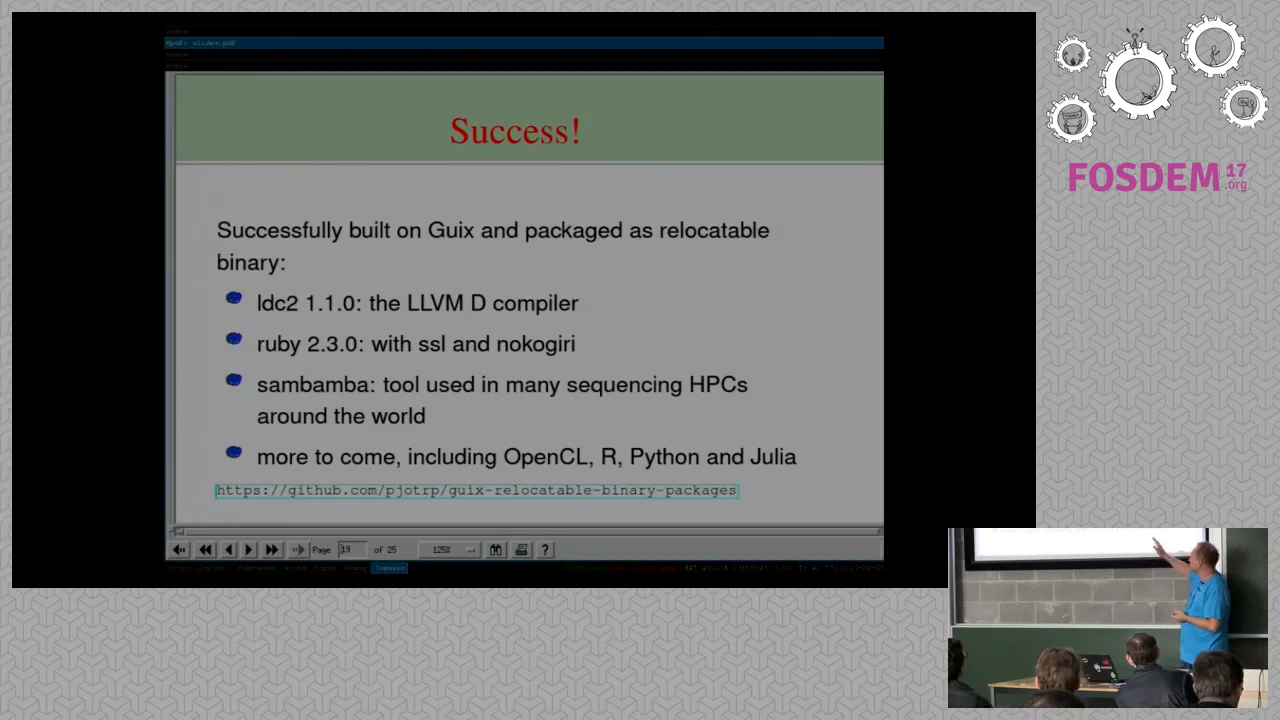 Xpdf: slides.pdf
FOSDEM 17
.org
Success!
Successfully built on Guix and packaged as relocatable
binary:
ldc2 1.1.0: the LLVM D compiler
ruby 2.3.0: with ssl and nokogiri
sambamba: tool used in many sequencing HPCs
around the world
more to come, including OpenCL, R, Python and Julia
https://github.com/pjotrp/guix-relocatable-binary-packages
Page 19 of 25 125% ?